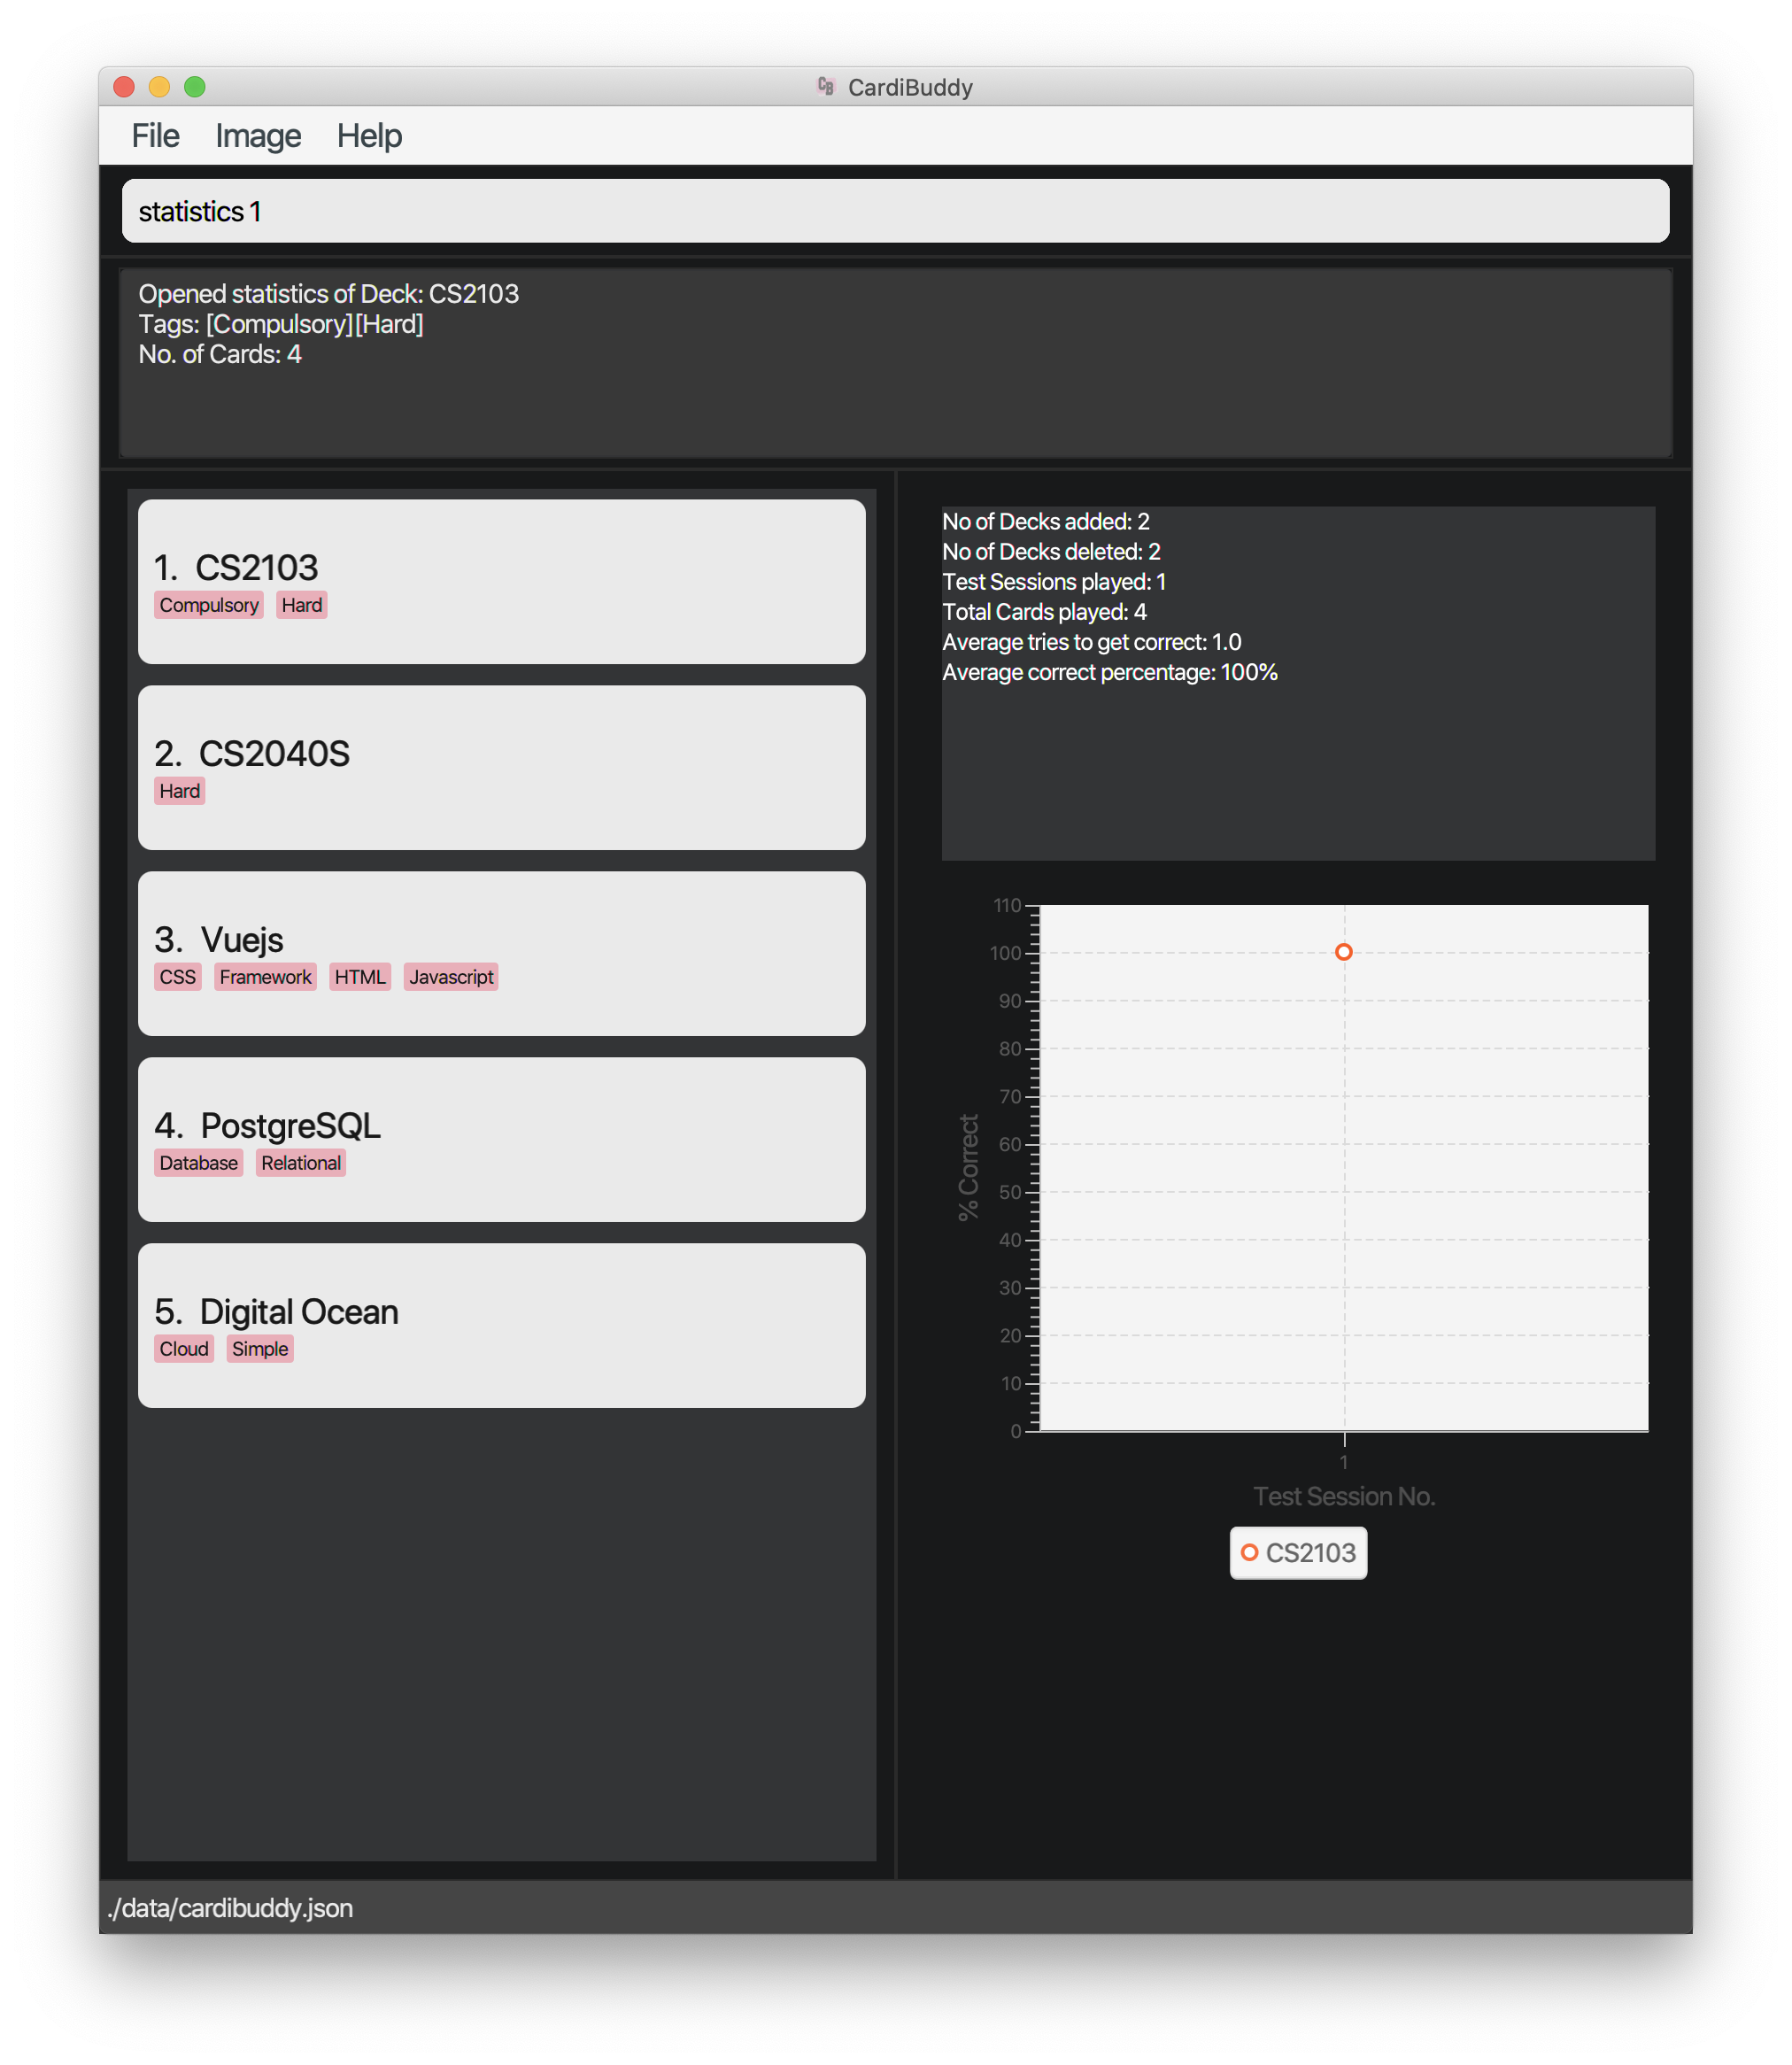 CB CardiBuddy
File Image Help
statistics 1
Opened statistics of Deck: CS2103
Tags: [Compulsory][Hard]
No. of Cards: 4
1. CS2103
Compulsory Hard
2. CS2040S
Hard
3. Vuejs
CSS Framework HTML Javascript
4. PostgreSQL
Database Relational
5. Digital Ocean
Cloud Simple
No of Decks added: 2
No of Decks deleted: 2
Test Sessions played: 1
Total Cards played: 4
Average tries to get correct: 1.0
Average correct percentage: 100%
110
100
90
80
70
60
50
40
30
20
10
0
% Correct
1
Test Session No.
CS2103
./data/cardibuddy.json